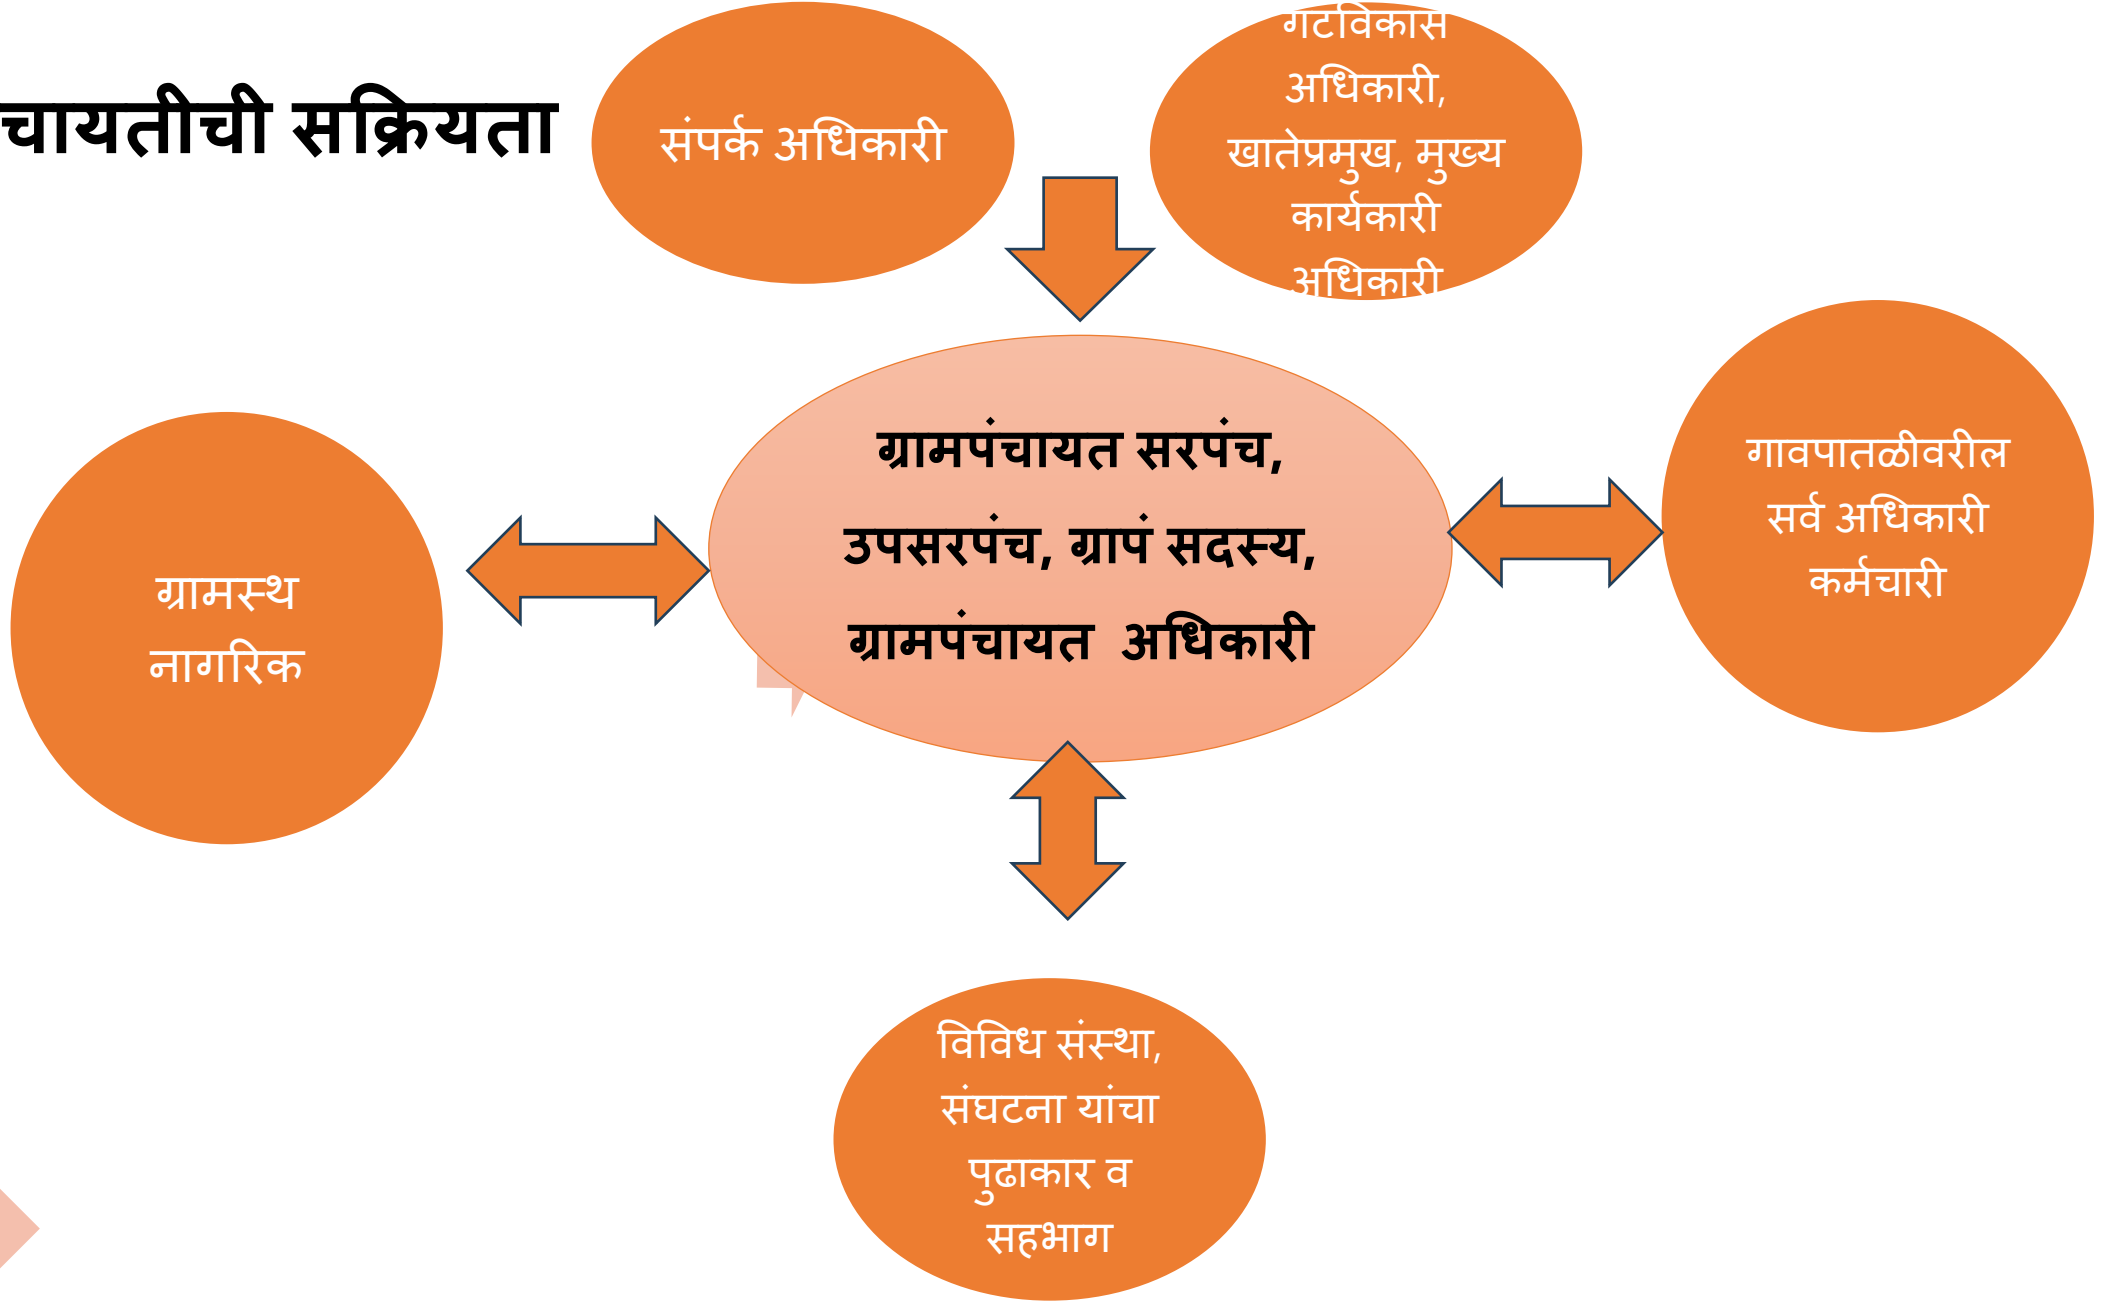 चायतीची सक्रियता
संपर्क अधिकारी
गटविकास
अधिकारी,
खातेप्रमुख, मुख्य
कार्यकारी
अधिकारी
ग्रामपंचायत सरपंच,
उपसरपंच, ग्रापं सदस्य,
ग्रामपंचायत अधिकारी
गावपातळीवरील
सर्व अधिकारी
कर्मचारी
ग्रामस्थ
नागरिक
विविध संस्था,
संघटना यांचा
पुढाकार व
सहभाग